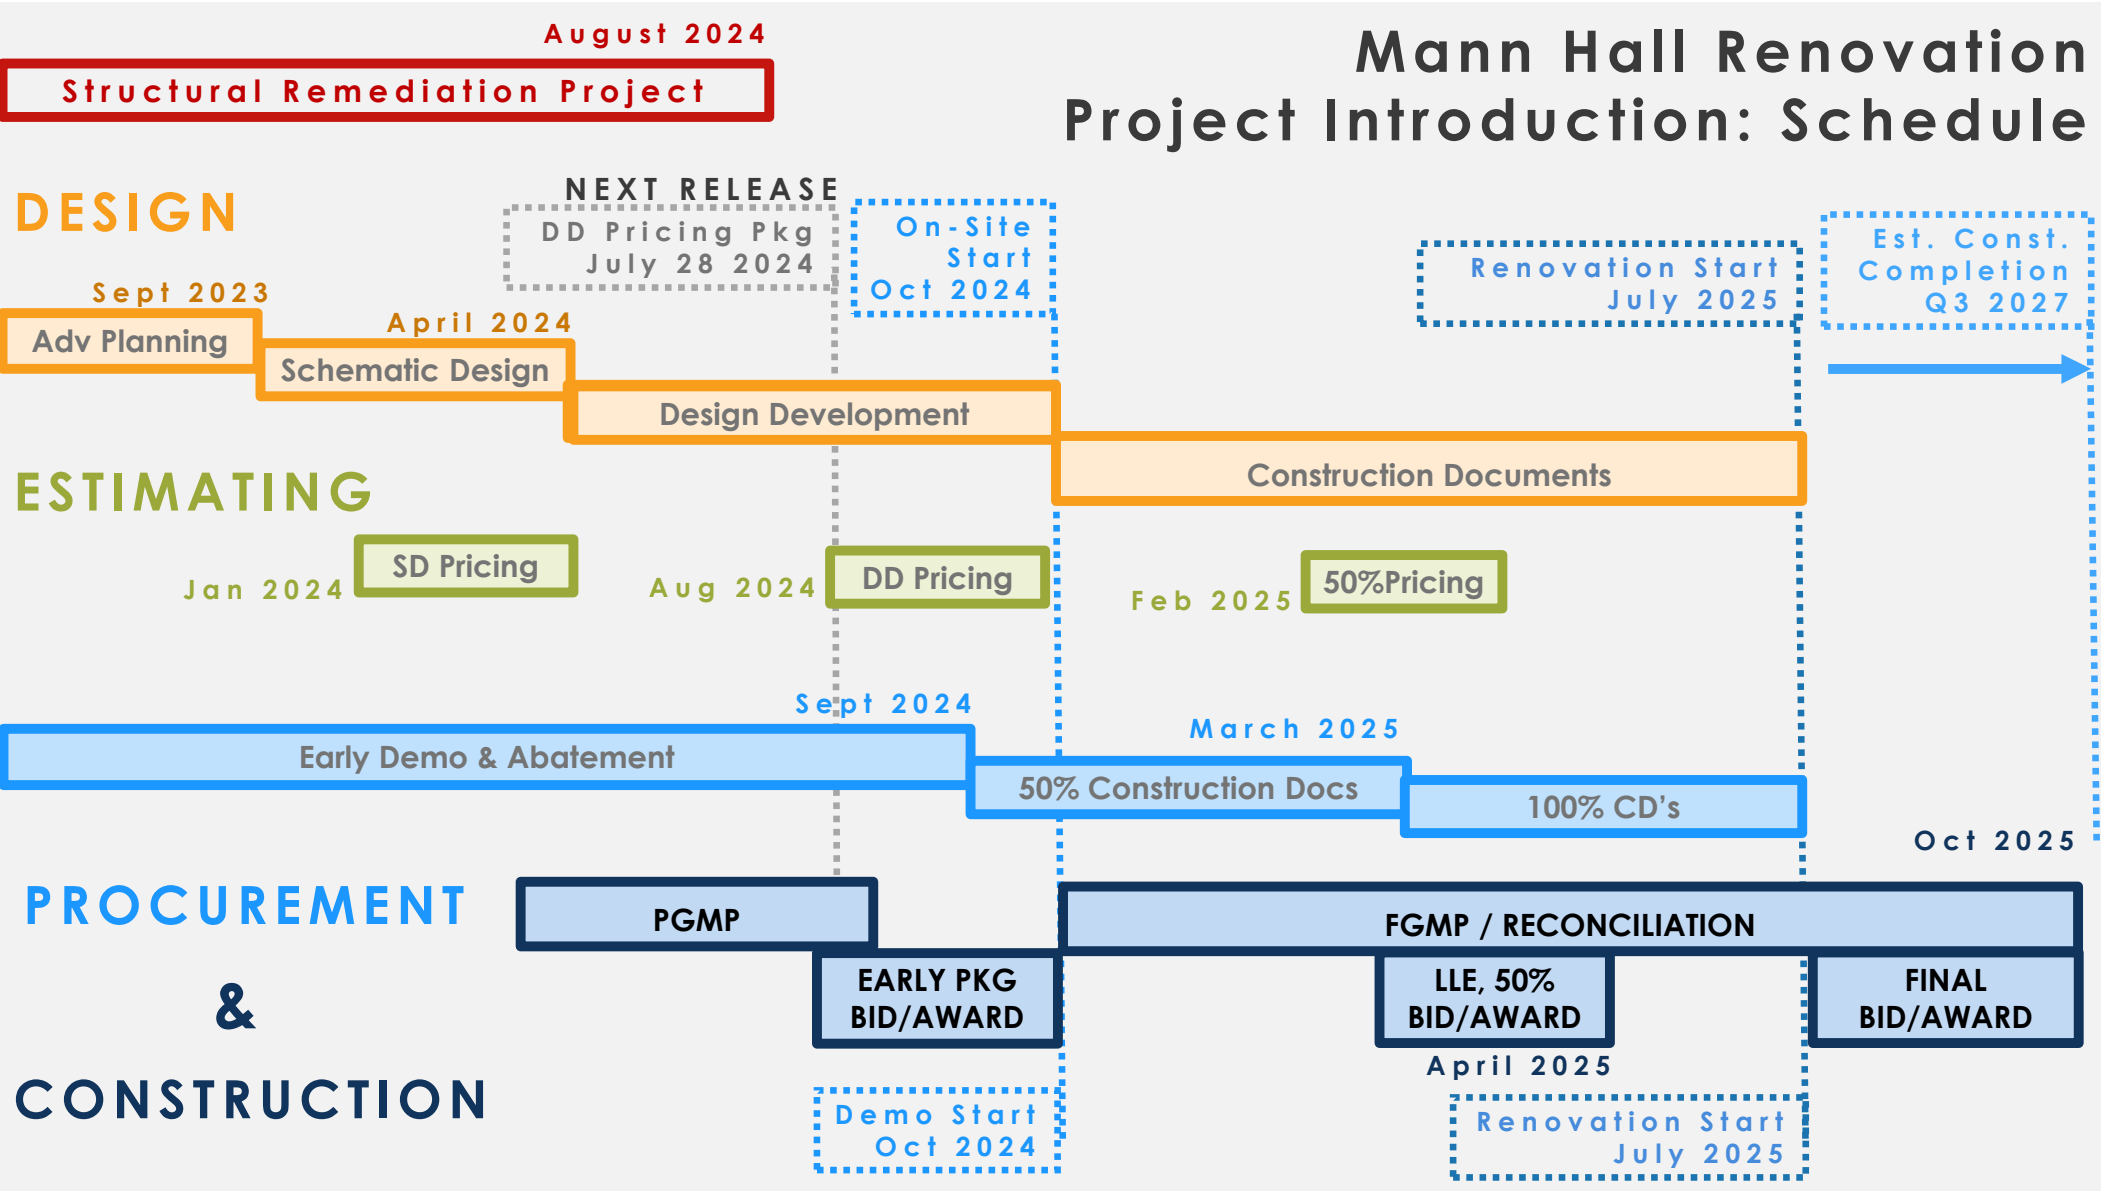 August 2024
Structural Remediation Project
Mann Hall Renovation
Project Introduction: Schedule
DESIGN
NEXT RELEASE
DD Pricing Pkg
July 28 2024
On-Site
Start
Oct 2024
Renovation Start
July 2025
Est. Const.
Completion
Q3 2027
Sept 2023
Adv Planning
April 2024
Schematic Design
Design Development
Construction Documents
ESTIMATING
Jan 2024
SD Pricing
Aug 2024
DD Pricing
Feb 2025
50%Pricing
Sept 2024
Early Demo & Abatement
March 2025
50% Construction Docs
100% CD's
Oct 2025
PROCUREMENT
&
CONSTRUCTION
PGMP
FGMP / RECONCILIATION
EARLY PKG
BID/AWARD
LLE, 50%
BID/AWARD
FINAL
BID/AWARD
April 2025
Demo Start
Oct 2024
Renovation Start
July 2025